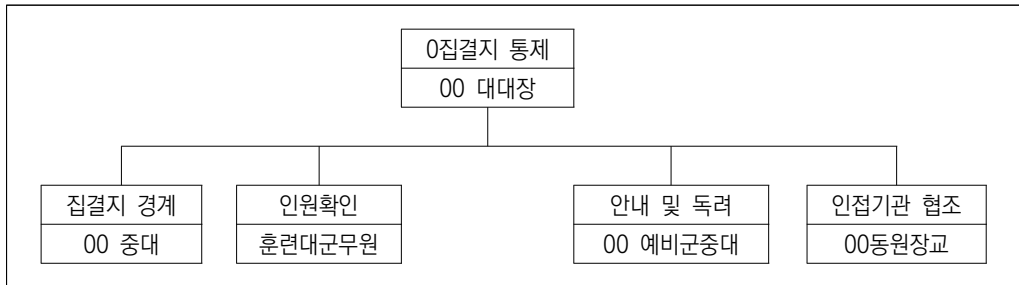 0집결지 통제
00 대대장
집결지 경계
00 중대
인원확인
훈련대군무원
안내 및 독려
00 예비군중대
인접기관 협조
00동원장교